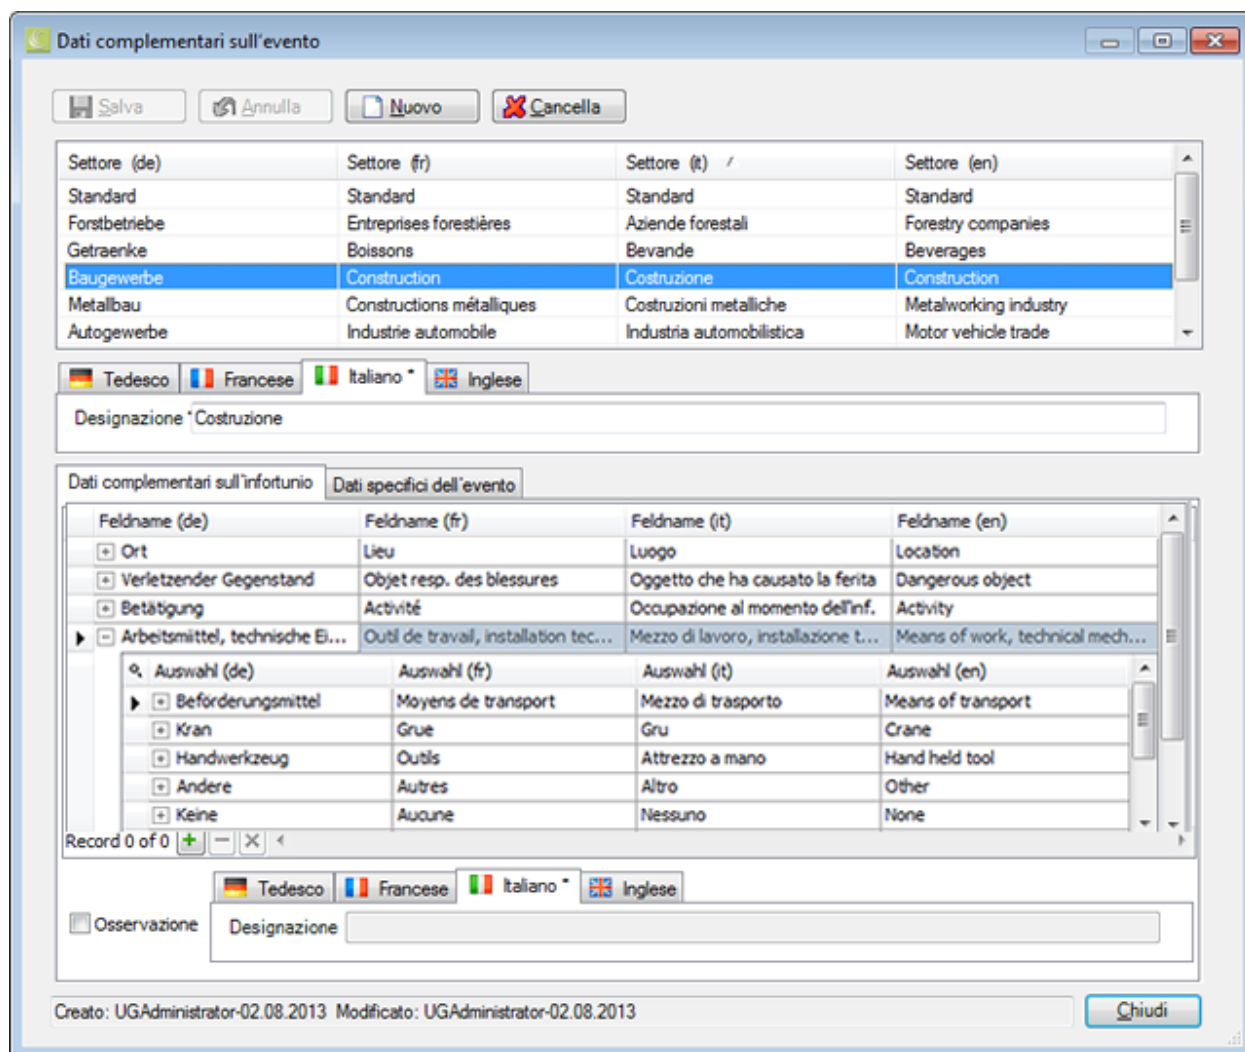 Dati complementari sull'evento
Salva Annulla Nuovo Cancella
Settore (de) Settore (fr) Settore (it) Settore (en)
Standard Standard Standard Standard
Forstbetriebe Entreprises forestières Aziende forestali Forestry companies
Getraenke Boissons Bevande Beverages
Baugewerbe Construction Costruzione Construction
Metallbau Constructions métalliques Costruzioni metalliche Metalworking industry
Autogewerbe Industrie automobile Industria automobilistica Motor vehicle trade
Tedesco Francese Italiano * Inglese
Designazione * Costruzione
Dati complementari sull'infortunio Dati specifici dell'evento
Feldname (de) Feldname (fr) Feldname (it) Feldname (en)
Ort Lieu Luogo Location
Verletzender Gegenstand Objet resp. des blessures Oggetto che ha causato la ferita Dangerous object
Betätigung Activité Occupazione al momento dell'inf. Activity
Arbeitsmittel, technische Ei... Outil de travail, installation tec... Mezzo di lavoro, installazione t... Means of work, technical mech...
Auswahl (de) Auswahl (fr) Auswahl (it) Auswahl (en)
Beförderungsmittel Moyens de transport Mezzo di trasporto Means of transport
Kran Grue Gru Crane
Handwerkzeug Outils Attrezzo a mano Hand held tool
Andere Autres Altro Other
Keine Aucune Nessuno None
Record 0 of 0
Tedesco Francese Italiano * Inglese
Osservazione Designazione
Creato: UGAdministrator-02.08.2013 Modificato: UGAdministrator-02.08.2013 Chiudi